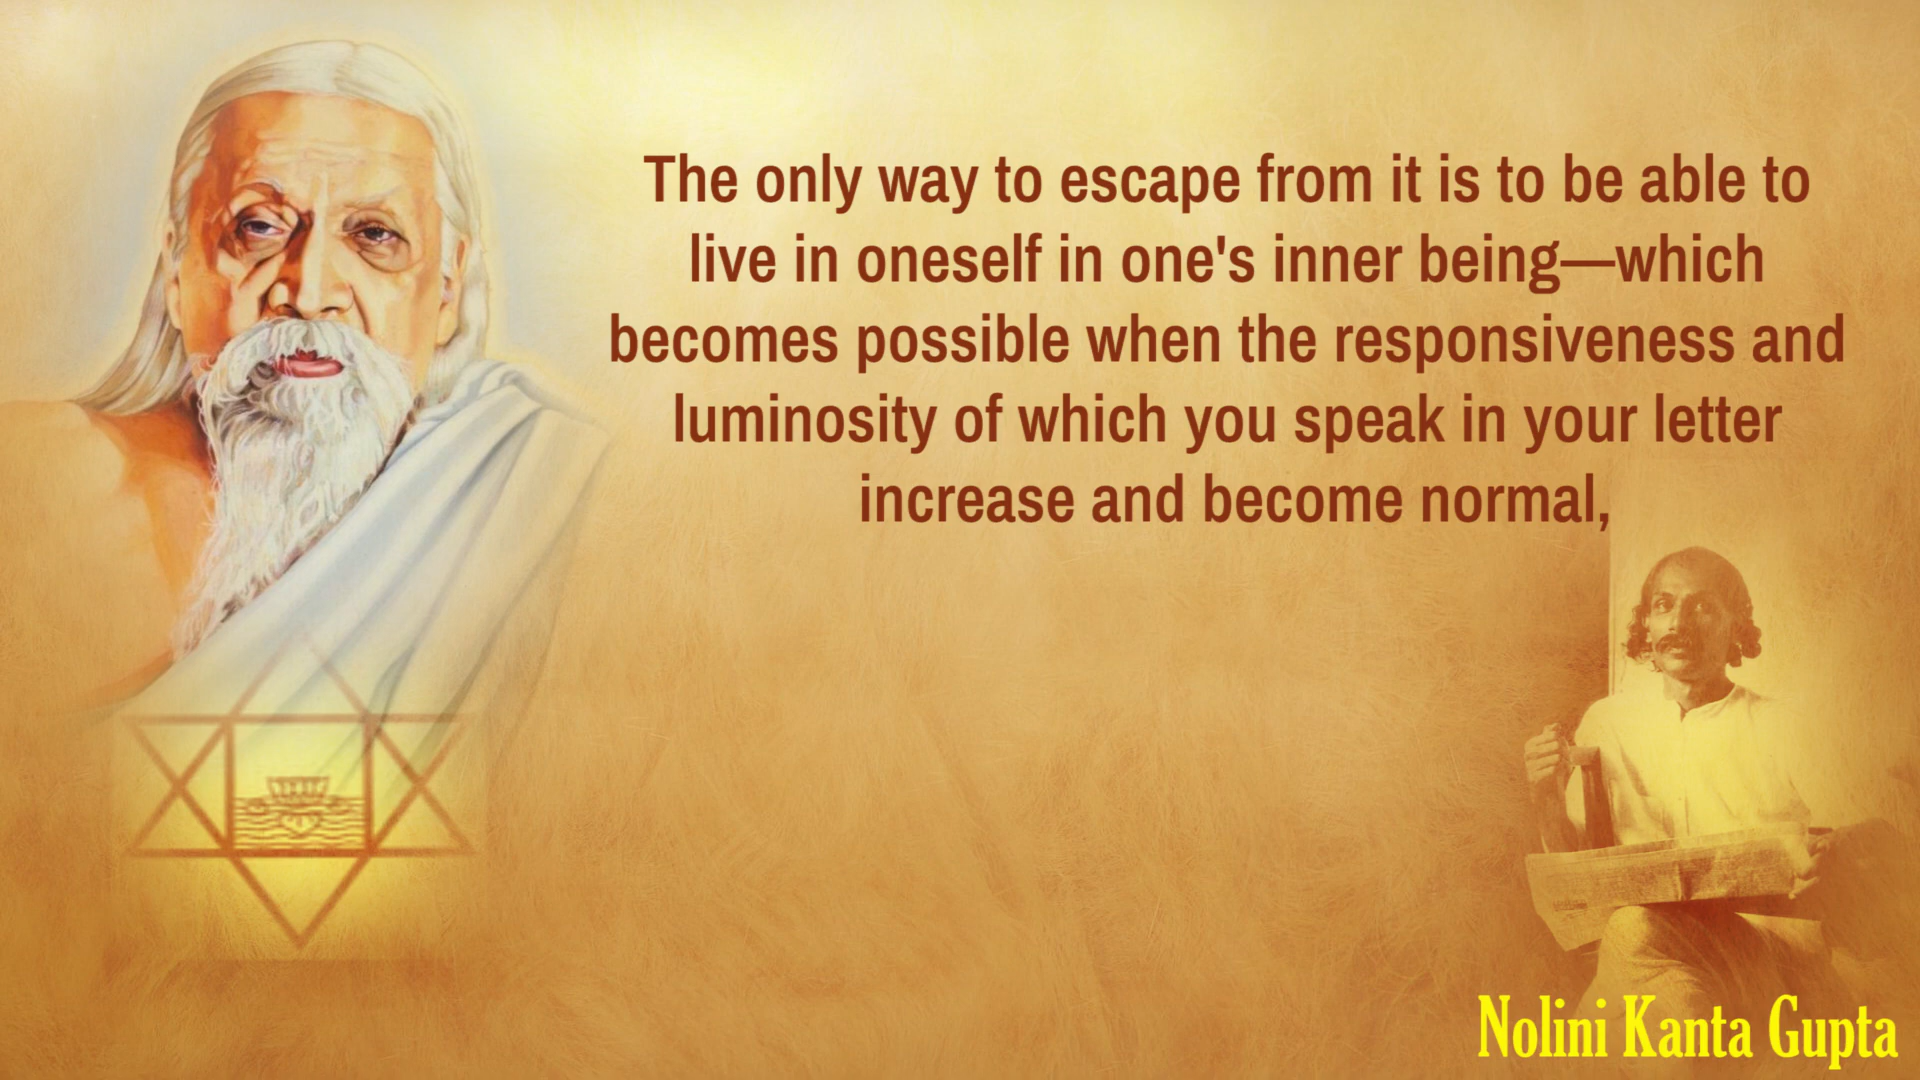 The only way to escape from it is to be able to
live in oneself in one's inner being—which
becomes possible when the responsiveness and
luminosity of which you speak in your letter
increase and become normal,
Nolini Kanta Gupta